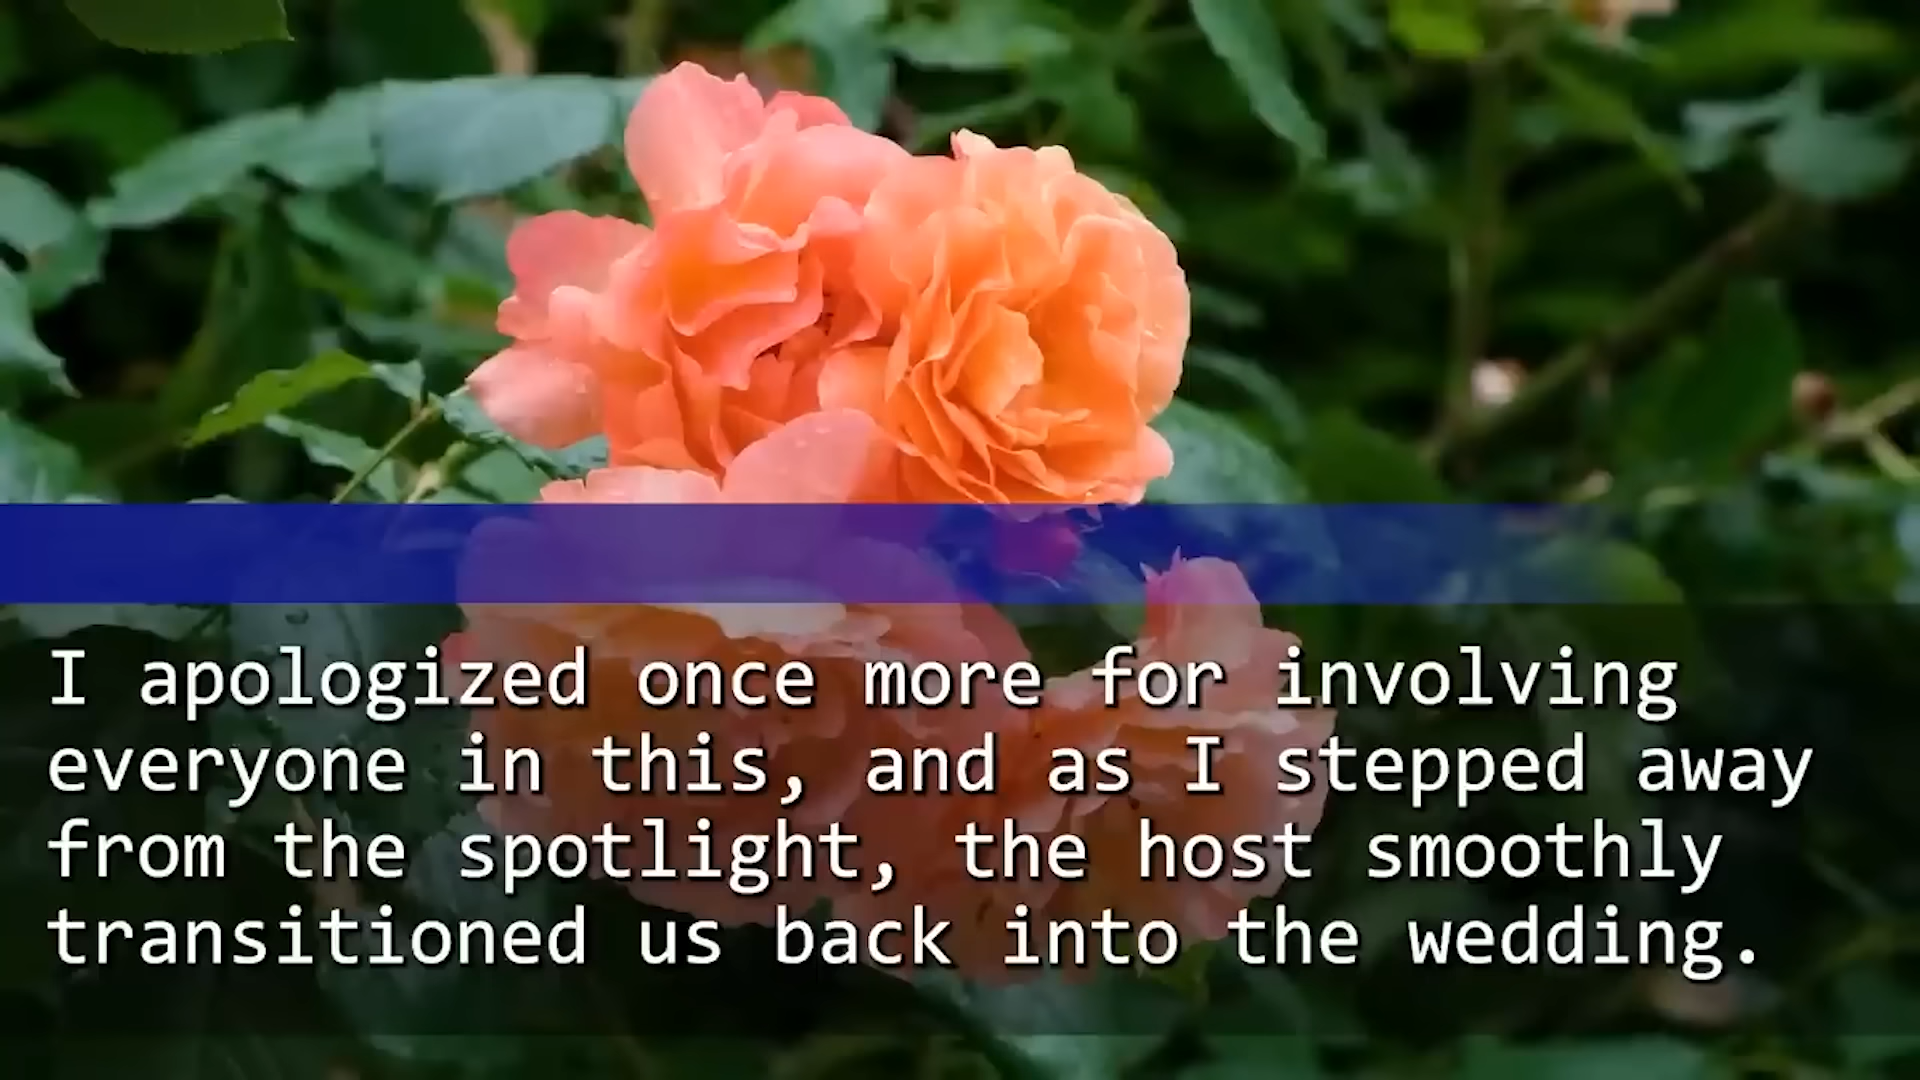 I apologized once more for involving
everyone in this, and as I stepped away
from the spotlight, the host smoothly
transitioned us back into the wedding.